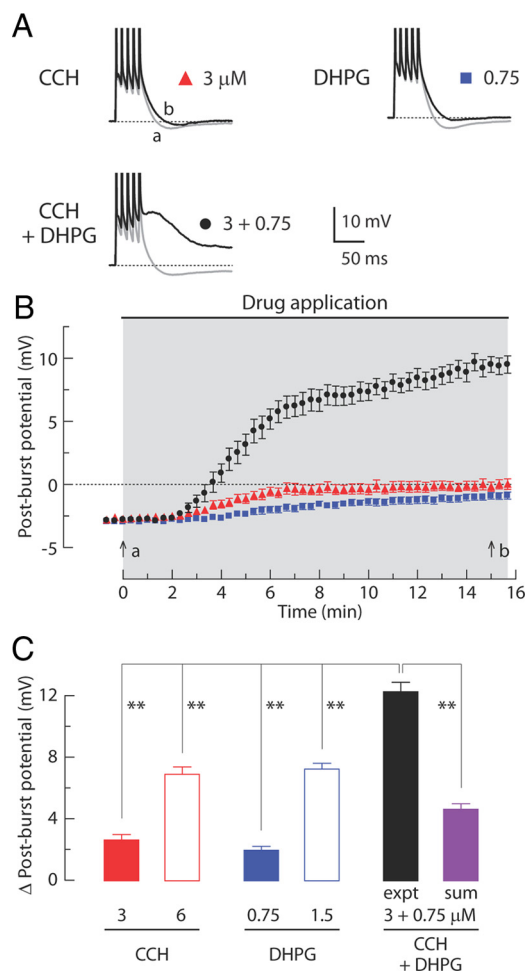 A
CCH
3 μM
b
a
DHPG
0.75
CCH
+ DHPG
3 + 0.75
10 mV
50 ms
B
Drug application
Post-burst potential (mV)
10
5
0
-5
a
b
0 2 4 6 8 10 12 14 16
Time (min)
C
Δ Post-burst potential (mV)
12
8
4
0
** ** ** ** **
expt sum
3 6 0.75 1.5 3 + 0.75 μM
CCH DHPG CCH
+ DHPG